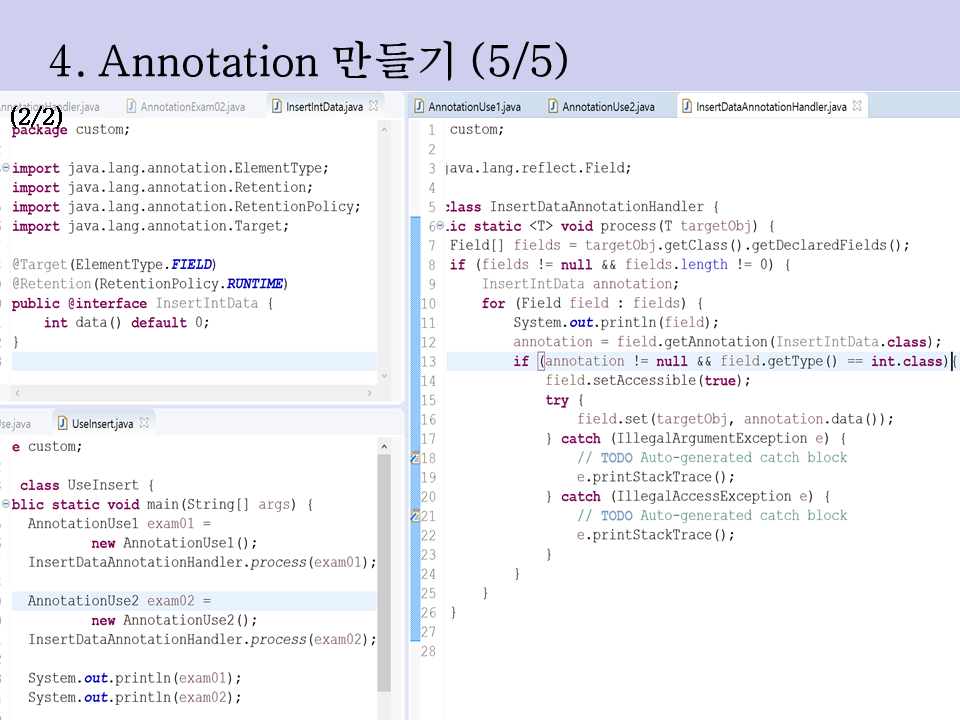 4. Annotation 만들기 (5/5)
(2/2)
AnnotationExam02.java
InsertIntData.java
package custom;
import java.lang.annotation.ElementType;
import java.lang.annotation.Retention;
import java.lang.annotation.RetentionPolicy;
import java.lang.annotation.Target;
@Target(ElementType.FIELD)
@Retention(RetentionPolicy.RUNTIME)
public @interface InsertIntData {
int data() default 0;
}
UseInsert.java
e custom;
class UseInsert {
blic static void main(String[] args) {
AnnotationUse1 exam01 =
new AnnotationUse1();
InsertDataAnnotationHandler.process(exam01);
AnnotationUse2 exam02 =
new AnnotationUse2();
InsertDataAnnotationHandler.process(exam02);
System.out.println(exam01);
System.out.println(exam02);
AnnotationUse1.java
AnnotationUse2.java
InsertDataAnnotationHandler.java
1 custom;
2
3 java.lang.reflect.Field;
4
5 class InsertDataAnnotationHandler {
6 lic static <T> void process(T targetObj) {
7 Field[] fields = targetObj.getClass().getDeclaredFields();
8 if (fields != null && fields.length != 0) {
9 InsertIntData annotation;
10 for (Field field : fields) {
11 System.out.println(field);
12 annotation = field.getAnnotation(InsertIntData.class);
13 if (annotation != null && field.getType() == int.class){
14 field.setAccessible(true);
15 try {
16 field.set(targetObj, annotation.data());
17 } catch (IllegalArgumentException e) {
18 // TODO Auto-generated catch block
19 e.printStackTrace();
20 } catch (IllegalAccessException e) {
21 // TODO Auto-generated catch block
22 e.printStackTrace();
23 }
24 }
25 }
26 }
27
28